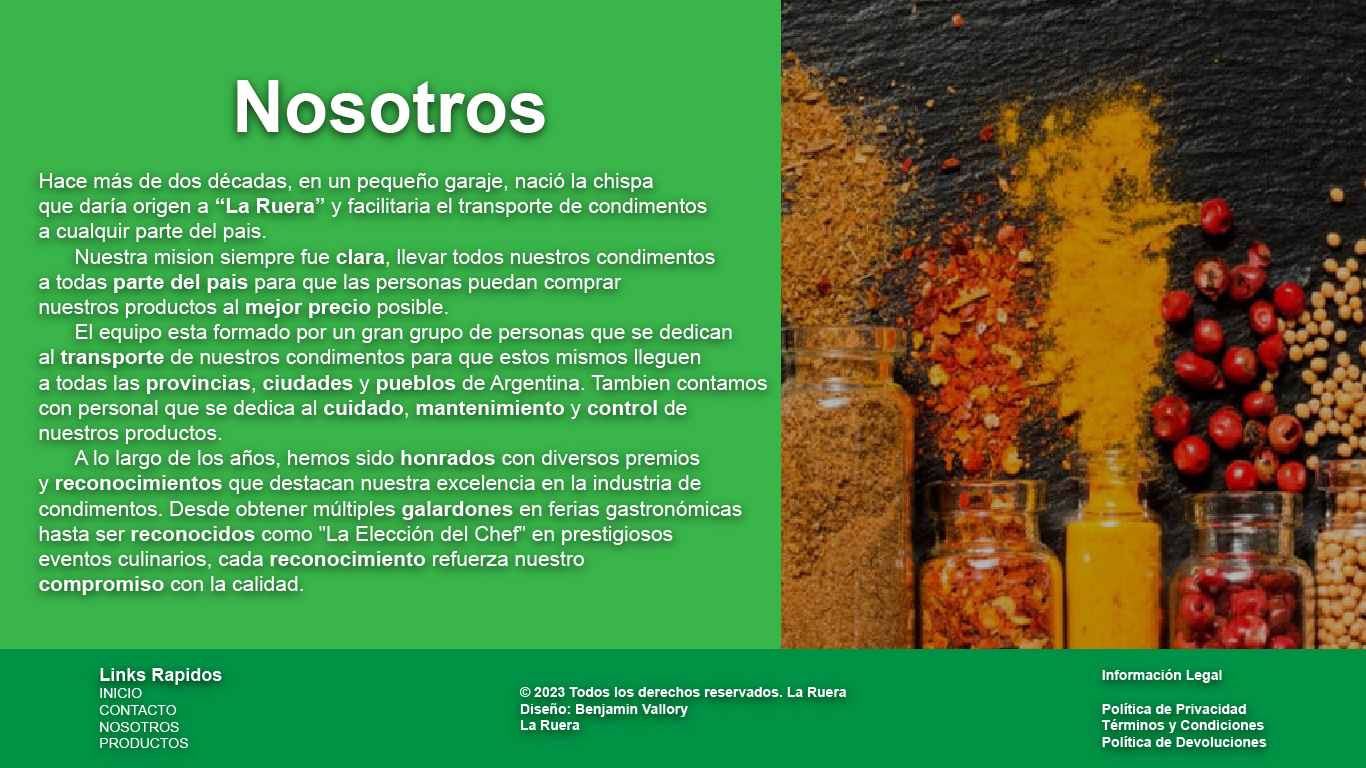 Nosotros
Hace más de dos décadas, en un pequeño garaje, nació la chispa
que daría origen a “La Ruera” y facilitaria el transporte de condimentos
a cualquir parte del pais.
Nuestra mision siempre fue clara, llevar todos nuestros condimentos
a todas parte del pais para que las personas puedan comprar
nuestros productos al mejor precio posible.
El equipo esta formado por un gran grupo de personas que se dedican
al transporte de nuestros condimentos para que estos mismos lleguen
a todas las provincias, ciudades y pueblos de Argentina. Tambien contamos
con personal que se dedica al cuidado, mantenimiento y control de
nuestros productos.
A lo largo de los años, hemos sido honrados con diversos premios
y reconocimientos que destacan nuestra excelencia en la industria de
condimentos. Desde obtener múltiples galardones en ferias gastronómicas
hasta ser reconocidos como "La Elección del Chef" en prestigiosos
eventos culinarios, cada reconocimiento refuerza nuestro
compromiso con la calidad.
Links Rapidos
INICIO
CONTACTO
NOSOTROS
PRODUCTOS
© 2023 Todos los derechos reservados. La Ruera
Diseño: Benjamin Vallory
La Ruera
Información Legal
Política de Privacidad
Términos y Condiciones
Política de Devoluciones